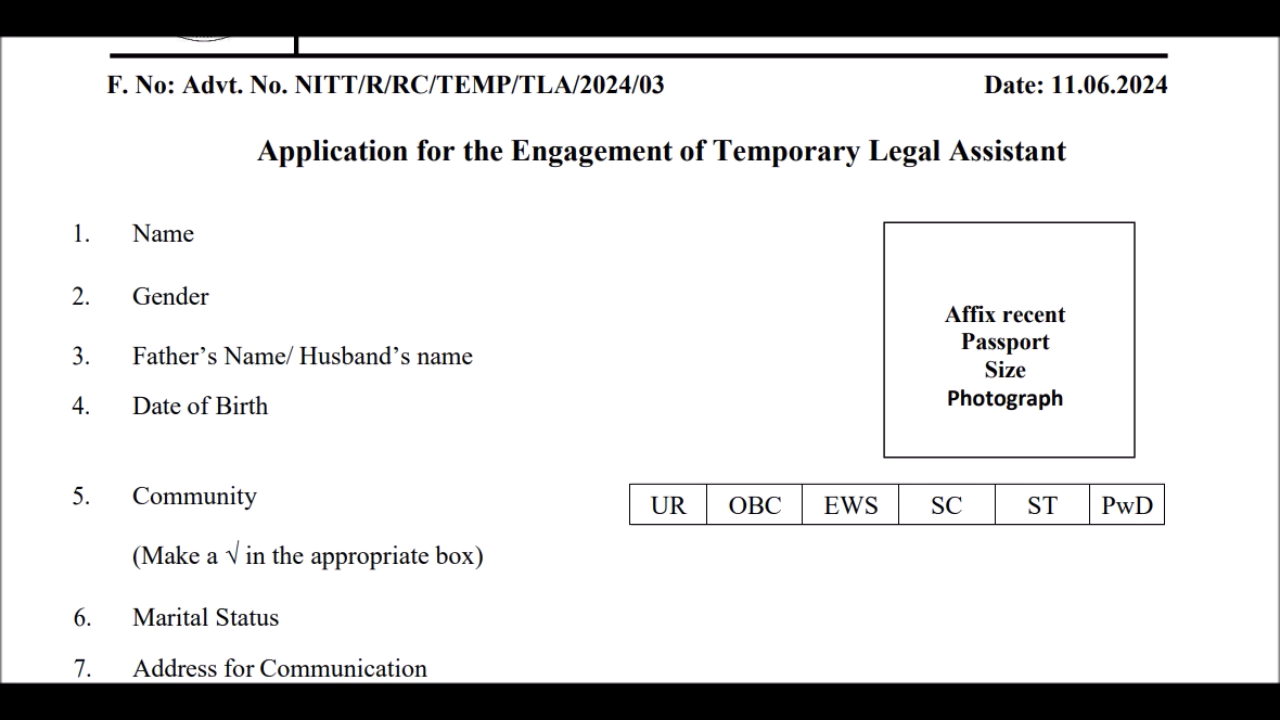 F. No: Advt. No. NITT/R/RC/TEMP/TLA/2024/03 Date: 11.06.2024
Application for the Engagement of Temporary Legal Assistant
1. Name
2. Gender
Affix recent
Passport
Size
Photograph
3. Father’s Name/ Husband’s name
4. Date of Birth
5. Community UR OBC EWS SC ST PwD
(Make a √ in the appropriate box)
6. Marital Status
7. Address for Communication